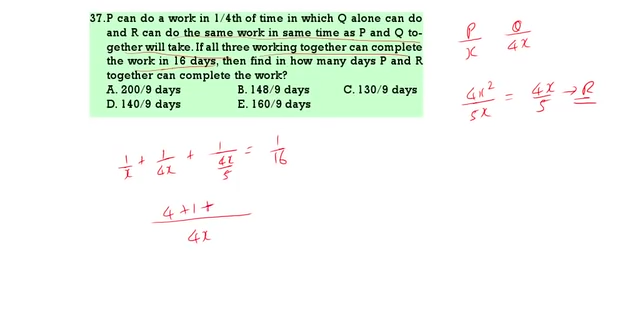 37. P can do a work in 1/4th of time in which Q alone can do
and R can do the same work in same time as P and Q to-
gether will take. If all three working together can complete
the work in 16 days, then find in how many days P and R
together can complete the work?
A. 200/9 days B. 148/9 days C. 130/9 days
D. 140/9 days E. 160/9 days
P Q
x 4x
4x²/5x = 4x/5 → R
1/x + 1/4x + 1/(4x/5) = 1/16
4+1+
4x